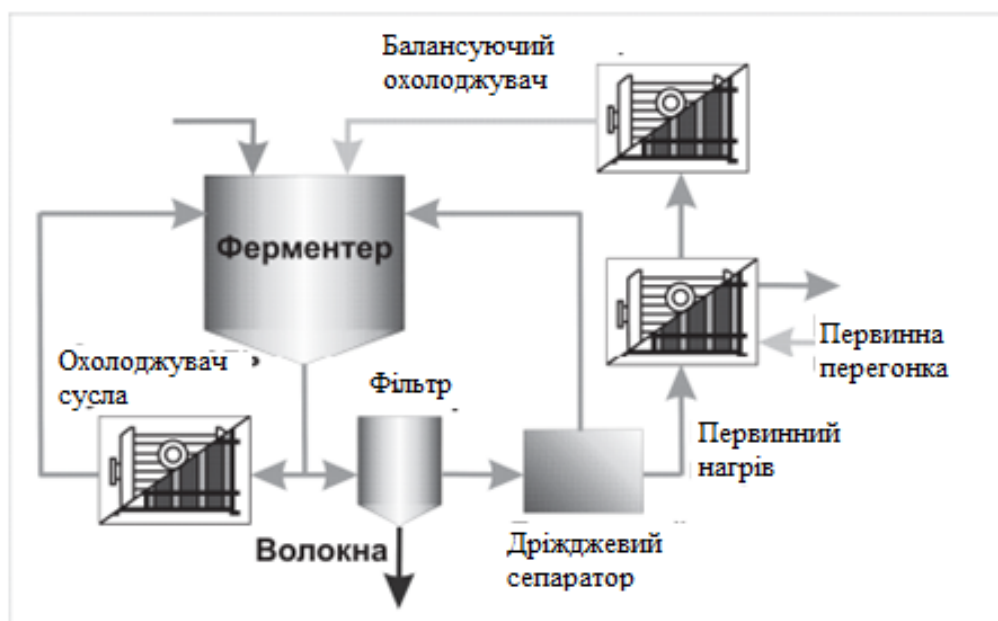 Балансуючий
охолоджувач
Ферментер
Охолоджувач
сусла
Фільтр
Первинна
перегонка
Первинний
нагрів
Волокна
Дріжджевий
сепаратор